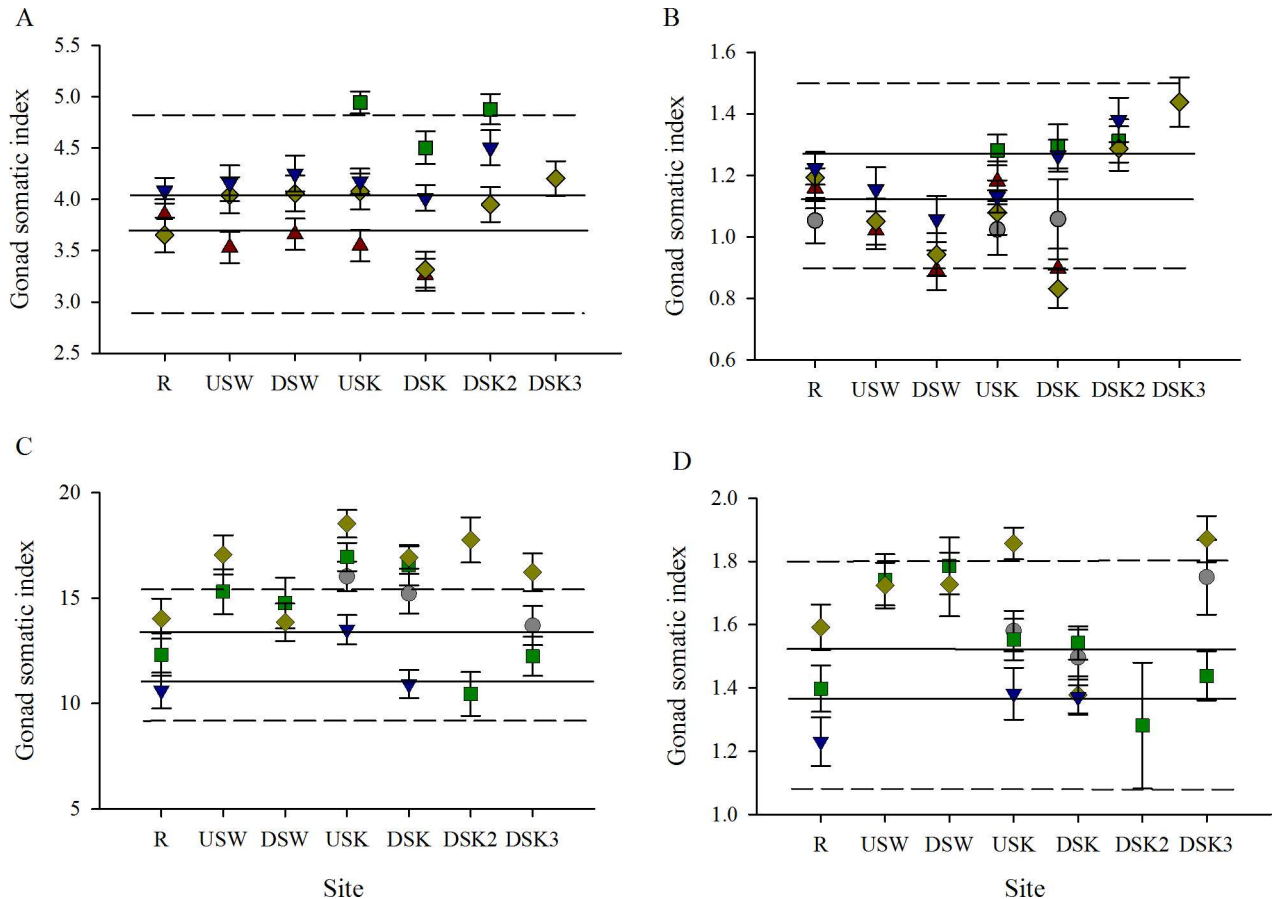 A
Gonad somatic index
5.5
5.0
4.5
4.0
3.5
3.0
2.5
R USW DSW USK DSK DSK2 DSK3
B
Gonad somatic index
1.6
1.4
1.2
1.0
0.8
0.6
R USW DSW USK DSK DSK2 DSK3
C
Gonad somatic index
20
15
10
5
R USW DSW USK DSK DSK2 DSK3
Site
D
Gonad somatic index
2.0
1.8
1.6
1.4
1.2
1.0
R USW DSW USK DSK DSK2 DSK3
Site